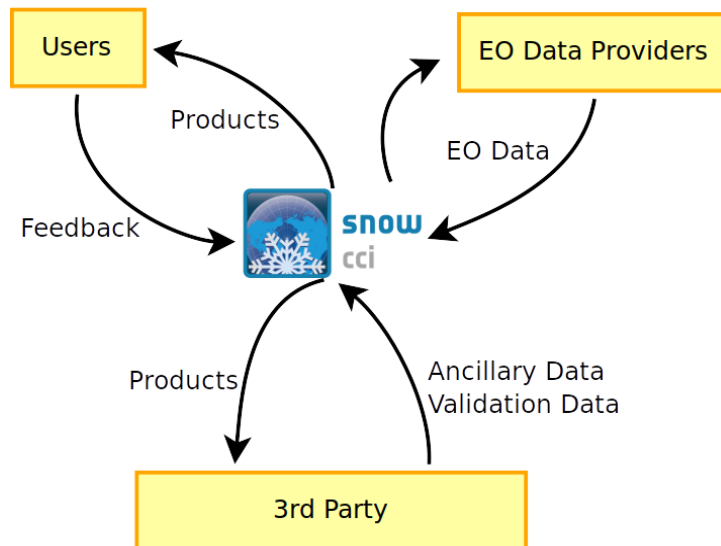 Users
EO Data Providers
Products
EO Data
Feedback
snow
cci
Products
Ancillary Data
Validation Data
3rd Party